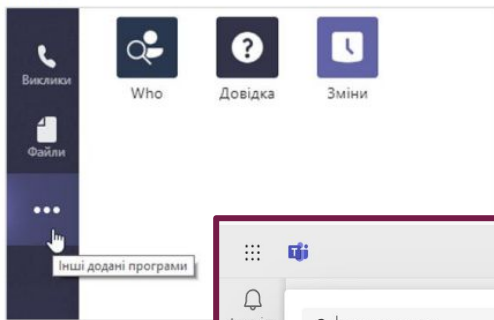 Виклики
Who
Довідка
Зміни
Файли
Інші додані програми